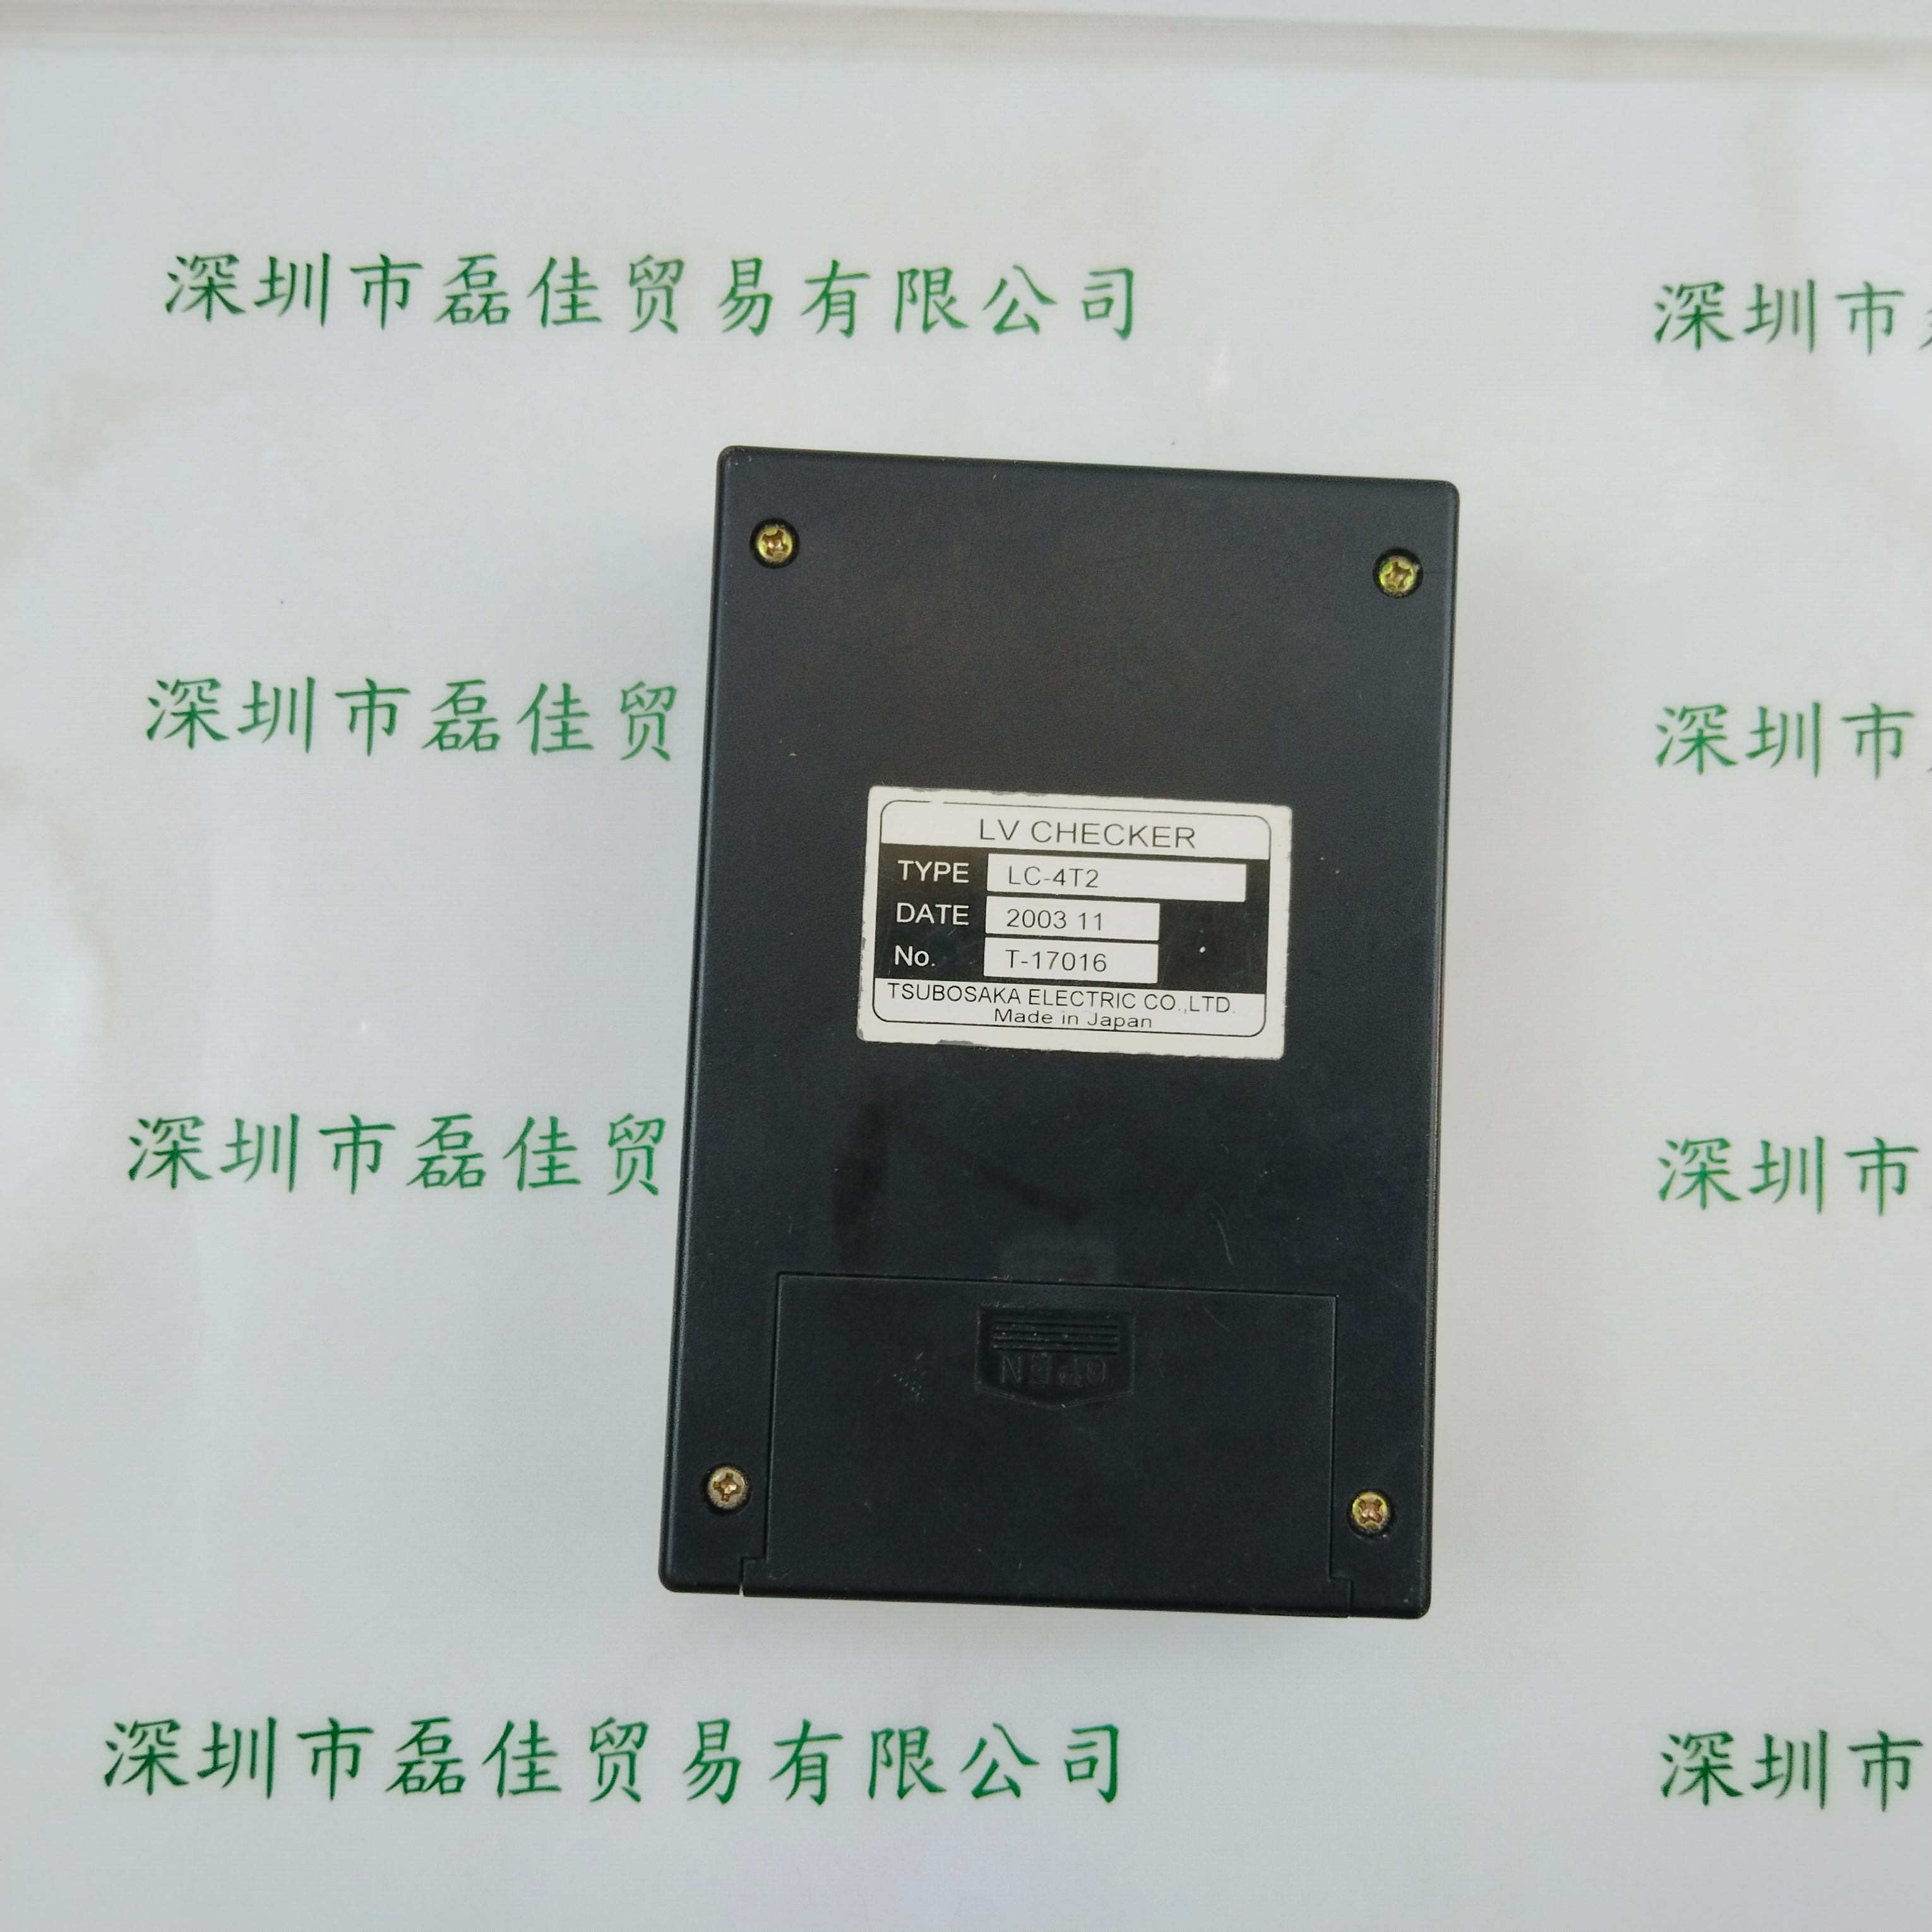 深圳市磊佳贸易有限公司
深圳市
深圳市磊佳贸
深圳市
LV CHECKER
TYPE LC-4T2
DATE 2003 11
No. T-17016
TSUBOSAKA ELECTRIC CO.,LTD.
Made in Japan
深圳市磊佳贸
深圳市
OPEN
深圳市磊佳贸易有限公司
深圳市